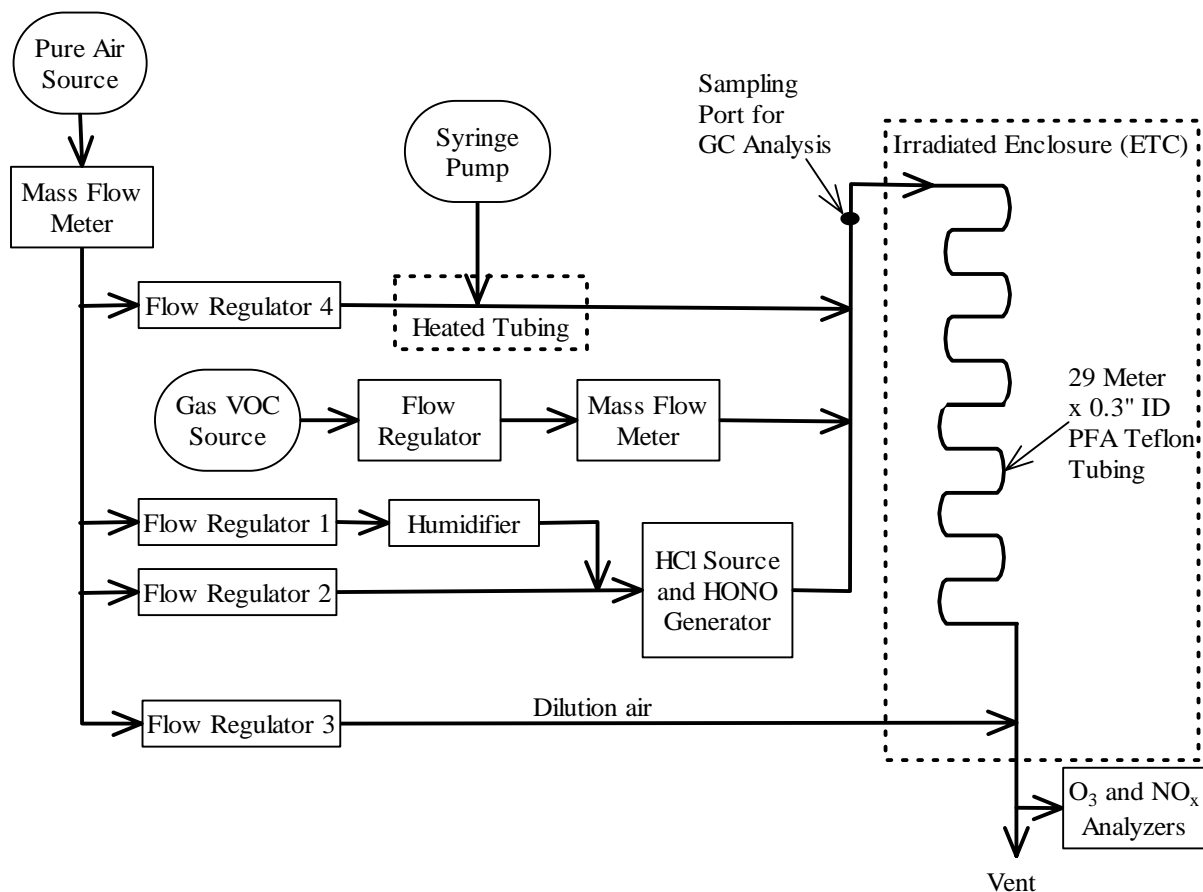 Pure Air
Source
Mass Flow
Meter
Syringe
Pump
Sampling
Port for
GC Analysis
Irradiated Enclosure (ETC)
Flow Regulator 4
Heated Tubing
Gas VOC
Source
Flow
Regulator
Mass Flow
Meter
29 Meter
x 0.3" ID
PFA Teflon
Tubing
Flow Regulator 1
Humidifier
Flow Regulator 2
HCl Source
and HONO
Generator
Flow Regulator 3
Dilution air
O3 and NOx
Analyzers
Vent